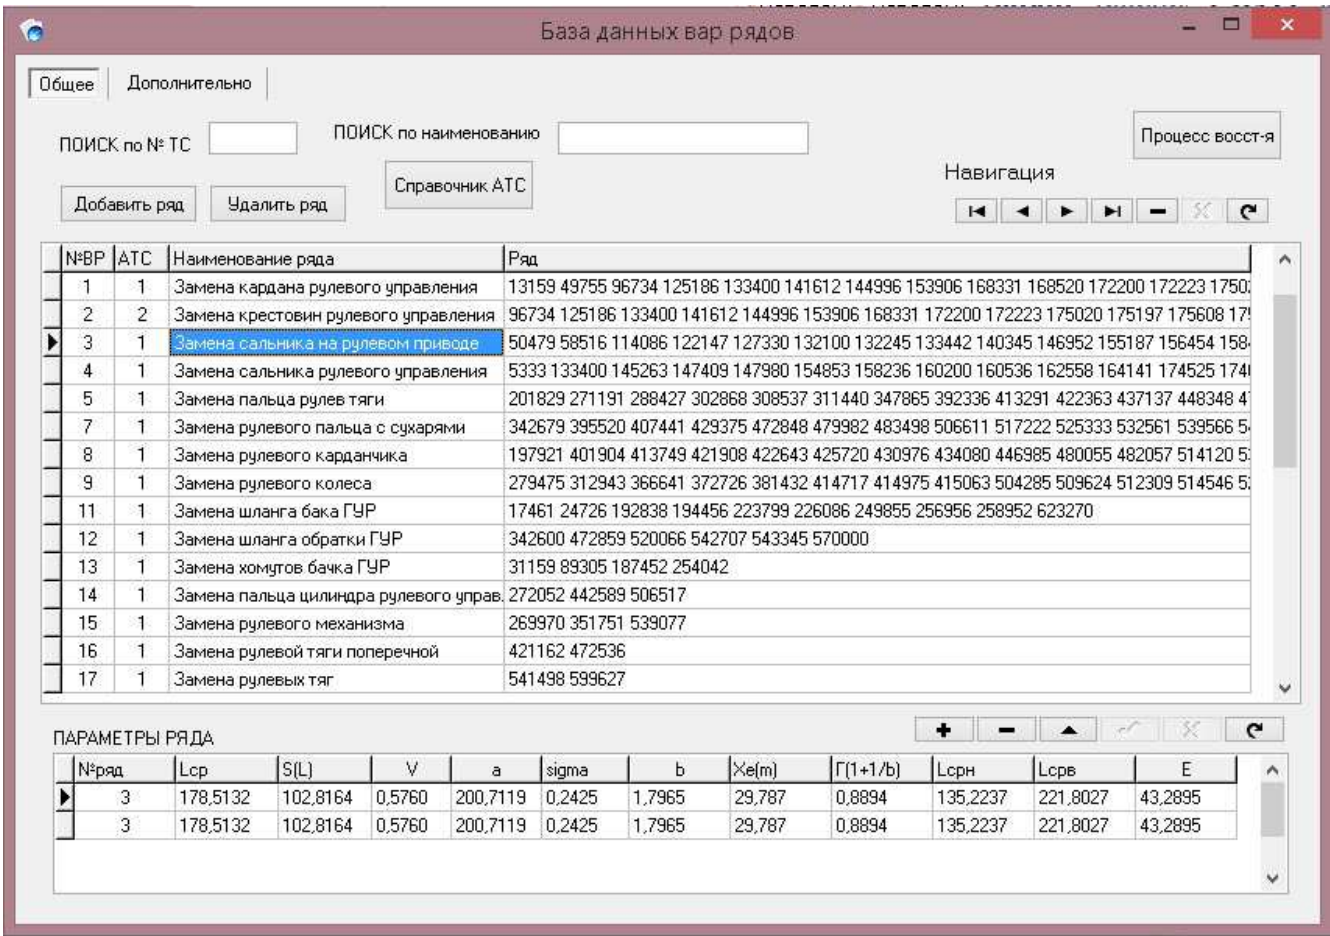 База данных вар рядов
Общее Дополнительно
ПОИСК по № ТС ПОИСК по наименованию Процесс восст-я
Справочник АТС Навигация
Добавить ряд Удалить ряд
№ВР АТС Наименование ряда Ряд
1 1 Замена кардана рулевого управления 13159 49755 96734 125186 133400 141612 144996 153906 168331 168520 172200 172223
2 2 Замена крестовин рулевого управления 96734 125186 133400 141612 144996 153906 168331 172200 172223 175020 175197 175608
3 1 Замена сальника на рулевом приводе 50479 58516 114086 122147 127330 132100 132245 133442 140345 146952 155187 156454
4 1 Замена сальника рулевого управления 5333 133400 145263 147409 147980 154853 158236 160200 160536 162558 164141 174525
5 1 Замена пальца рулев тяги 201829 271191 288427 302868 308537 311440 347865 392336 413291 422363 437137 448348
7 1 Замена рулевого пальца с сухарями 342679 395520 407441 429375 472848 479982 483498 506611 517222 525333 532561 539566
8 1 Замена рулевого карданчика 197921 401904 413749 421908 422643 425720 430976 434080 446985 480055 482057 514120
9 1 Замена рулевого колеса 279475 312943 366641 372726 381432 414717 414975 415063 504285 509624 512309 514546
11 1 Замена шланга бака ГУР 17461 24726 192838 194456 223799 226086 249855 256956 258952 623270
12 1 Замена шланга обратки ГУР 342600 472859 520066 542707 543345 570000
13 1 Замена хомутов бачка ГУР 31159 89305 187452 254042
14 1 Замена пальца цилиндра рулевого управ. 272052 442589 506517
15 1 Замена рулевого механизма 269970 351751 539077
16 1 Замена рулевой тяги поперечной 421162 472536
17 1 Замена рулевых тяг 541498 599627
ПАРАМЕТРЫ РЯДА
№ряд Lср S(L) V a sigma b Xe(m) Г(1+1/b) Lсрн Lсрв E
3 178,5132 102,8164 0,5760 200,7119 0,2425 1,7965 29,787 0,8894 135,2237 221,8027 43,2895
3 178,5132 102,8164 0,5760 200,7119 0,2425 1,7965 29,787 0,8894 135,2237 221,8027 43,2895